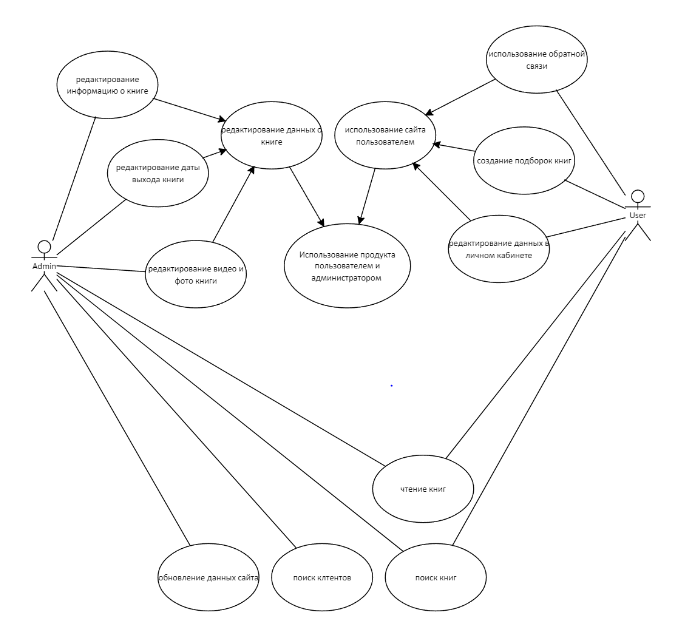 использование обратной
связи
редактирование
информацию о книге
редактирование данных о
книге
использование сайта
пользователем
создание подборок книг
редактирование даты
выхода книги
User
редактирование данных в
личном кабинете
Admin
редактирование видео и
фото книги
Использование продукта
пользователем и
администратором
чтение книг
обновление данных сайта
поиск клтентов
поиск книг